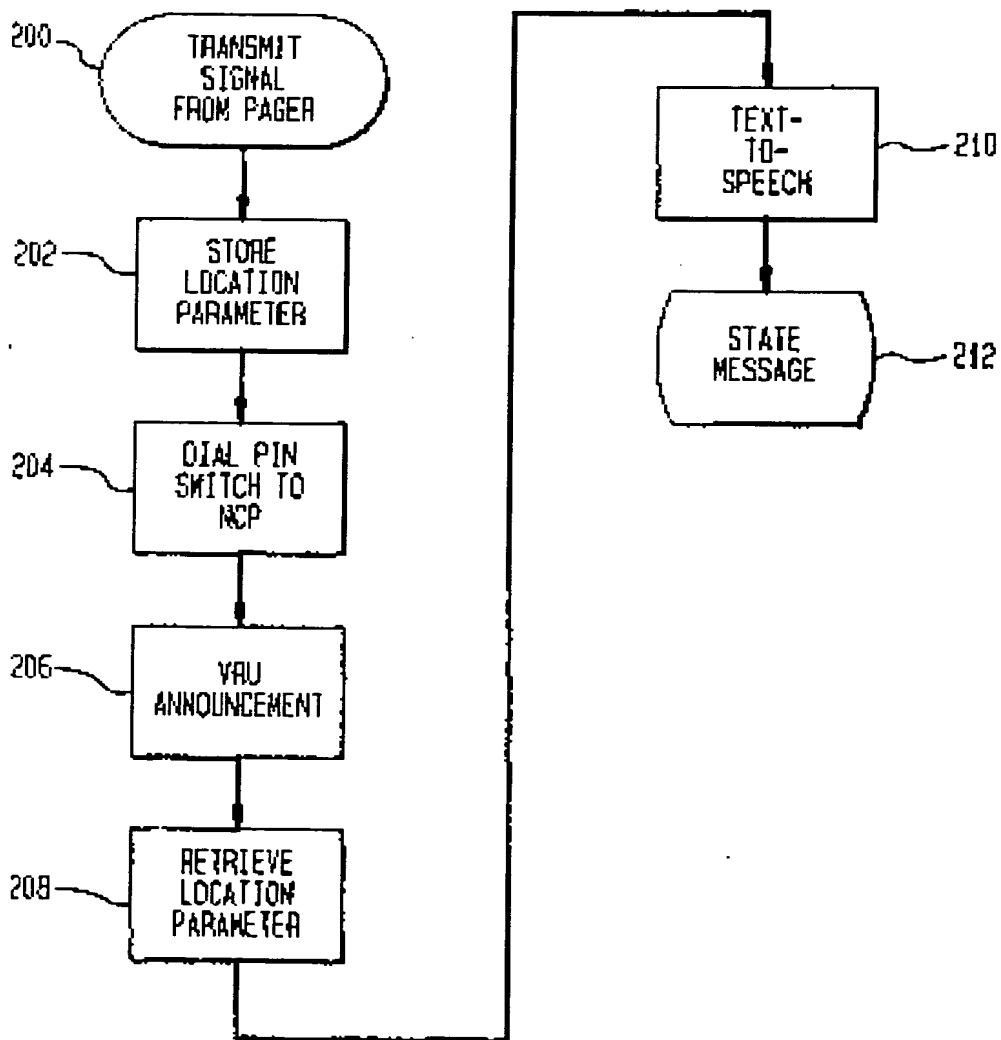 200
TRANSMIT
SIGNAL
FROM PAGER
202
STORE
LOCATION
PARAMETER
204
DIAL PIN
SWITCH TO
NCP
206
VRU
ANNOUNCEMENT
208
RETRIEVE
LOCATION
PARAMETER
TEXT-
TO-
SPEECH
210
STATE
MESSAGE
212